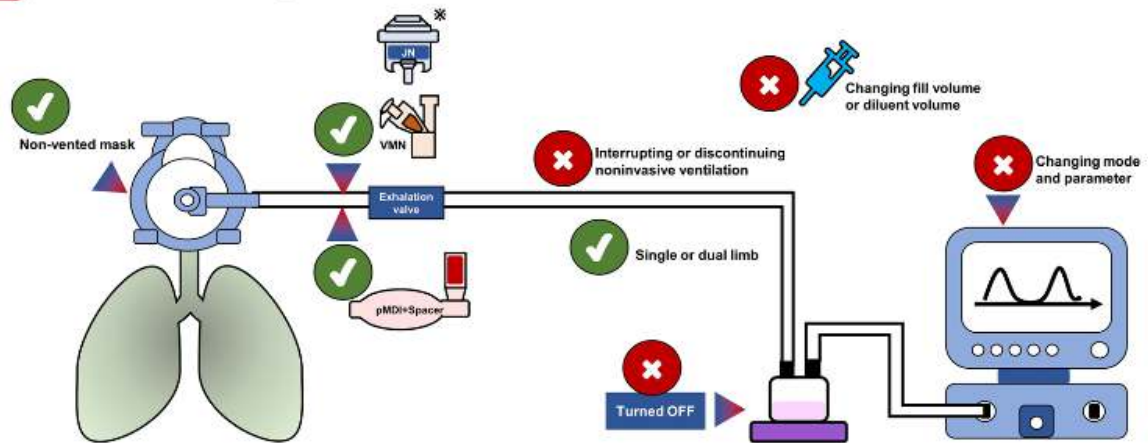 ※
JN
Changing fill volume
or diluent volume
Non-vented mask
VMN
Interrupting or discontinuing
noninvasive ventilation
Changing mode
and parameter
Exhalation
valve
Single or dual limb
pMDI+Spacer
Turned OFF